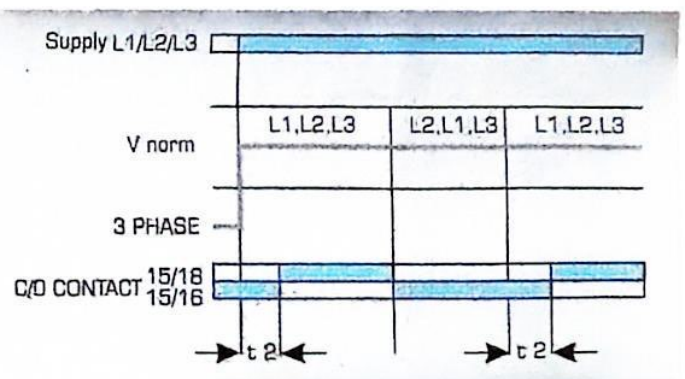 Supply L1/L2/L3
L1,L2,L3 L2,L1,L3 L1,L2,L3
V norm
3 PHASE
C/O CONTACT 15/18
15/16
t 2 t 2